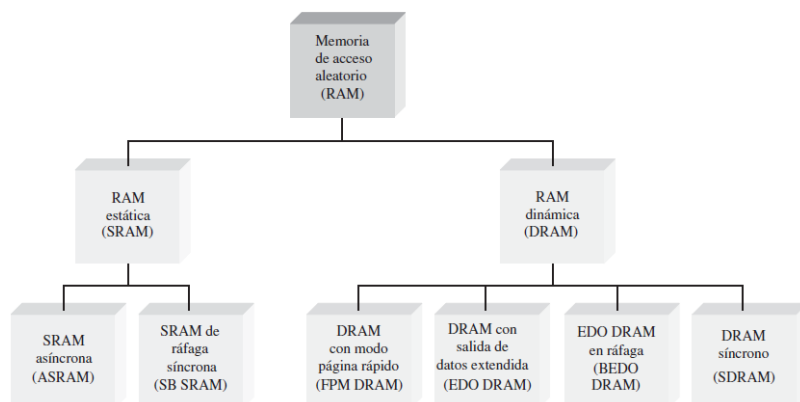 Memoria
de acceso
aleatorio
(RAM)
RAM
estática
(SRAM)
RAM
dinámica
(DRAM)
SRAM
asíncrona
(ASRAM)
SRAM de
ráfaga
síncrona
(SB SRAM)
DRAM
con modo
página rápido
(FPM DRAM)
DRAM con
salida de
datos extendida
(EDO DRAM)
EDO DRAM
en ráfaga
(BEDO
DRAM)
DRAM
síncrono
(SDRAM)